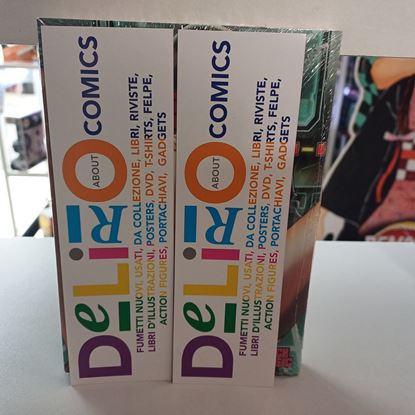 DeLiRiO
ABOUT
COMICS
FUMETTI NUOVI, USATI, DA COLLEZIONE, LIBRI, RIVISTE,
LIBRI D'ILLUSTRAZIONI, POSTERS, DVD, T-SHIRTS, FELPE,
ACTION FIGURES, PORTACHIAVI, GADGETS
DeLiRiO
ABOUT
COMICS
FUMETTI NUOVI, USATI, DA COLLEZIONE, LIBRI, RIVISTE,
LIBRI D'ILLUSTRAZIONI, POSTERS, DVD, T-SHIRTS, FELPE,
ACTION FIGURES, PORTACHIAVI, GADGETS